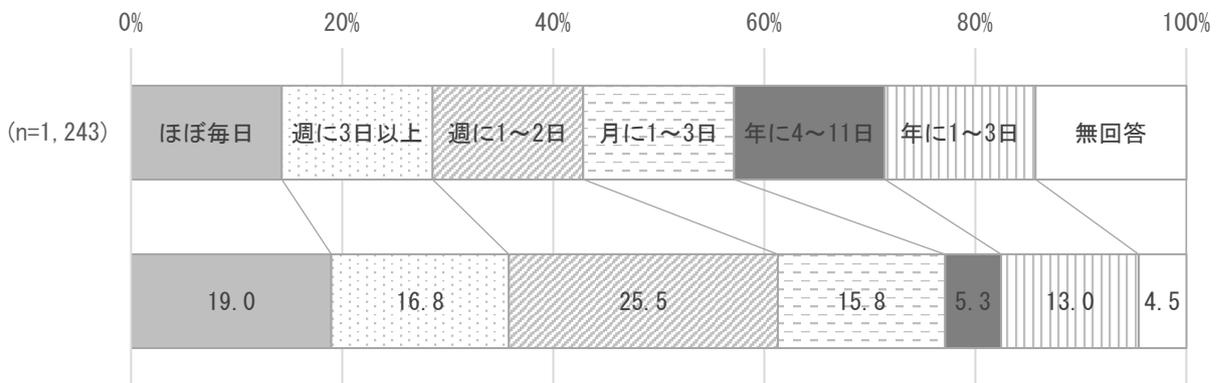 0% 20% 40% 60% 80% 100%
(n=1,243) ほぼ毎日 週に3日以上 週に1～2日 月に1～3日 年に4～11日 年に1～3日 無回答
19.0 16.8 25.5 15.8 5.3 13.0 4.5